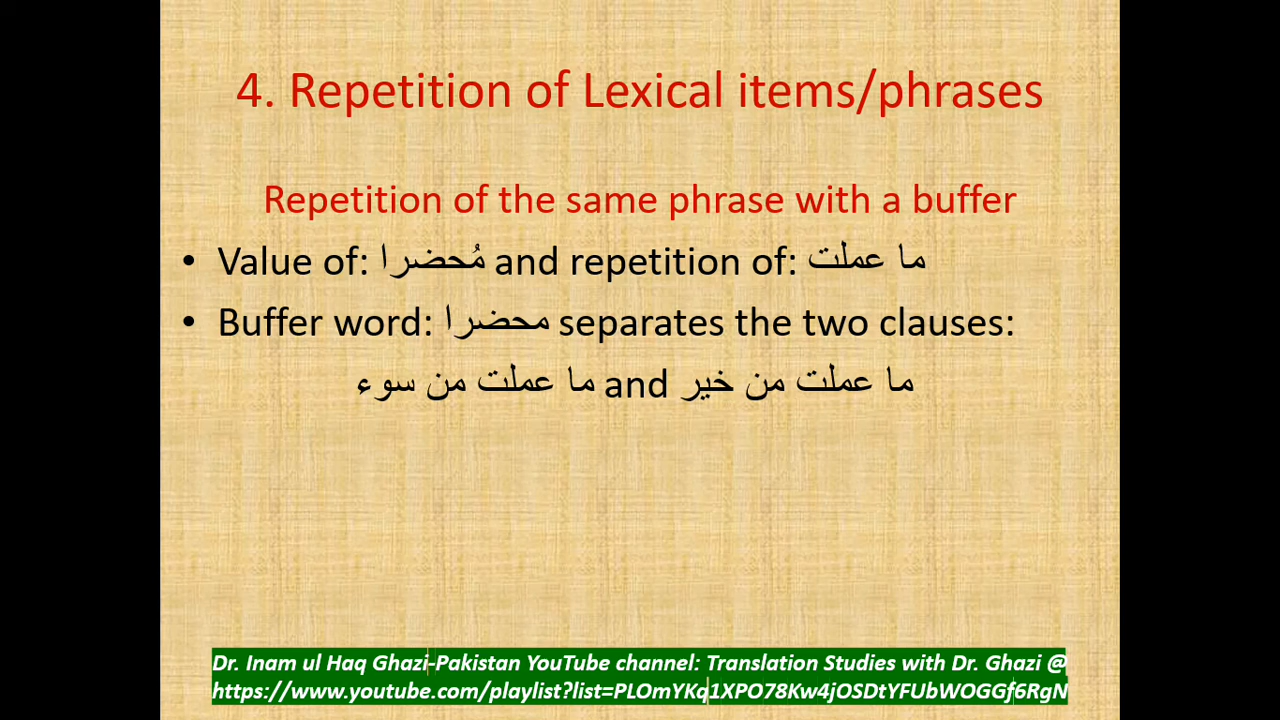 4. Repetition of Lexical items/phrases
Repetition of the same phrase with a buffer
• Value of: مُحضرا and repetition of: ما عملت
• Buffer word: محضرا separates the two clauses:
ما عملت من سوء and ما عملت من خير
Dr. Inam ul Haq Ghazi-Pakistan YouTube channel: Translation Studies with Dr. Ghazi @
https://www.youtube.com/playlist?list=PLOmYKq1XPO78Kw4jOSDtYFUbWOGGf6RgN